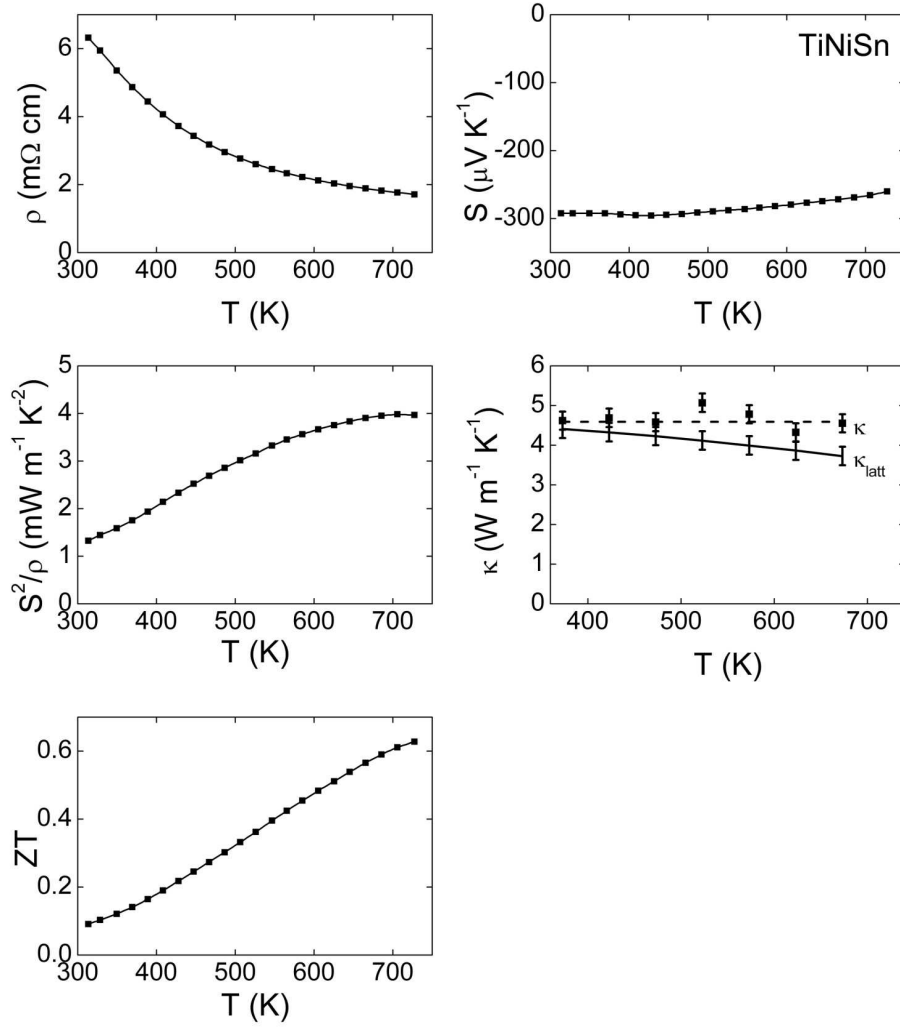 6
4
2
0
ρ (mΩ cm)
300 400 500 600 700
T (K)
0
-100
-200
-300
S (μV K⁻¹)
TiNiSn
300 400 500 600 700
T (K)
5
4
3
2
1
0
S²/ρ (mW m⁻¹ K⁻²)
300 400 500 600 700
T (K)
6
5
4
3
2
1
0
κ (W m⁻¹ K⁻¹)
κ
κ_latt
400 500 600 700
T (K)
0.6
0.4
0.2
0.0
ZT
300 400 500 600 700
T (K)